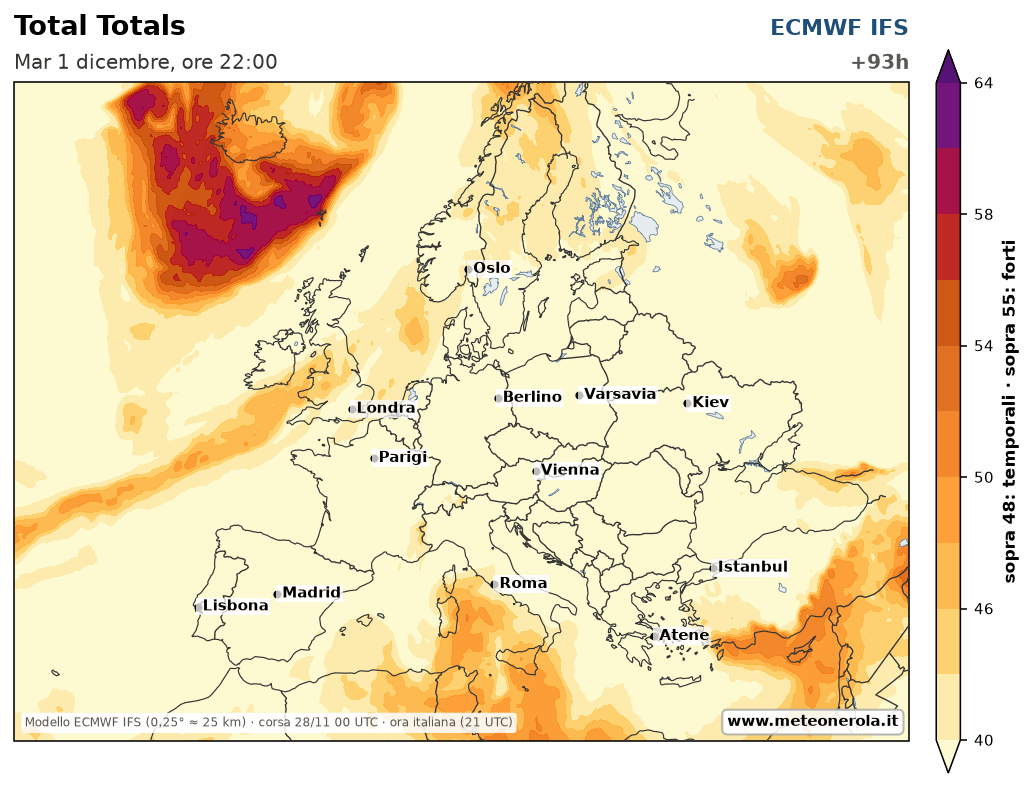 Total Totals
ECMWF IFS
Mar 1 dicembre, ore 22:00
+93h
Oslo
Londra
Berlino
Varsavia
Kiev
Parigi
Vienna
Istanbul
Roma
Madrid
Lisbona
Atene
Modello ECMWF IFS (0,25° ≈ 25 km) · corsa 28/11 00 UTC · ora italiana (21 UTC)
www.meteonerola.it
64
58
54
50
46
40
sopra 48: temporali · sopra 55: forti